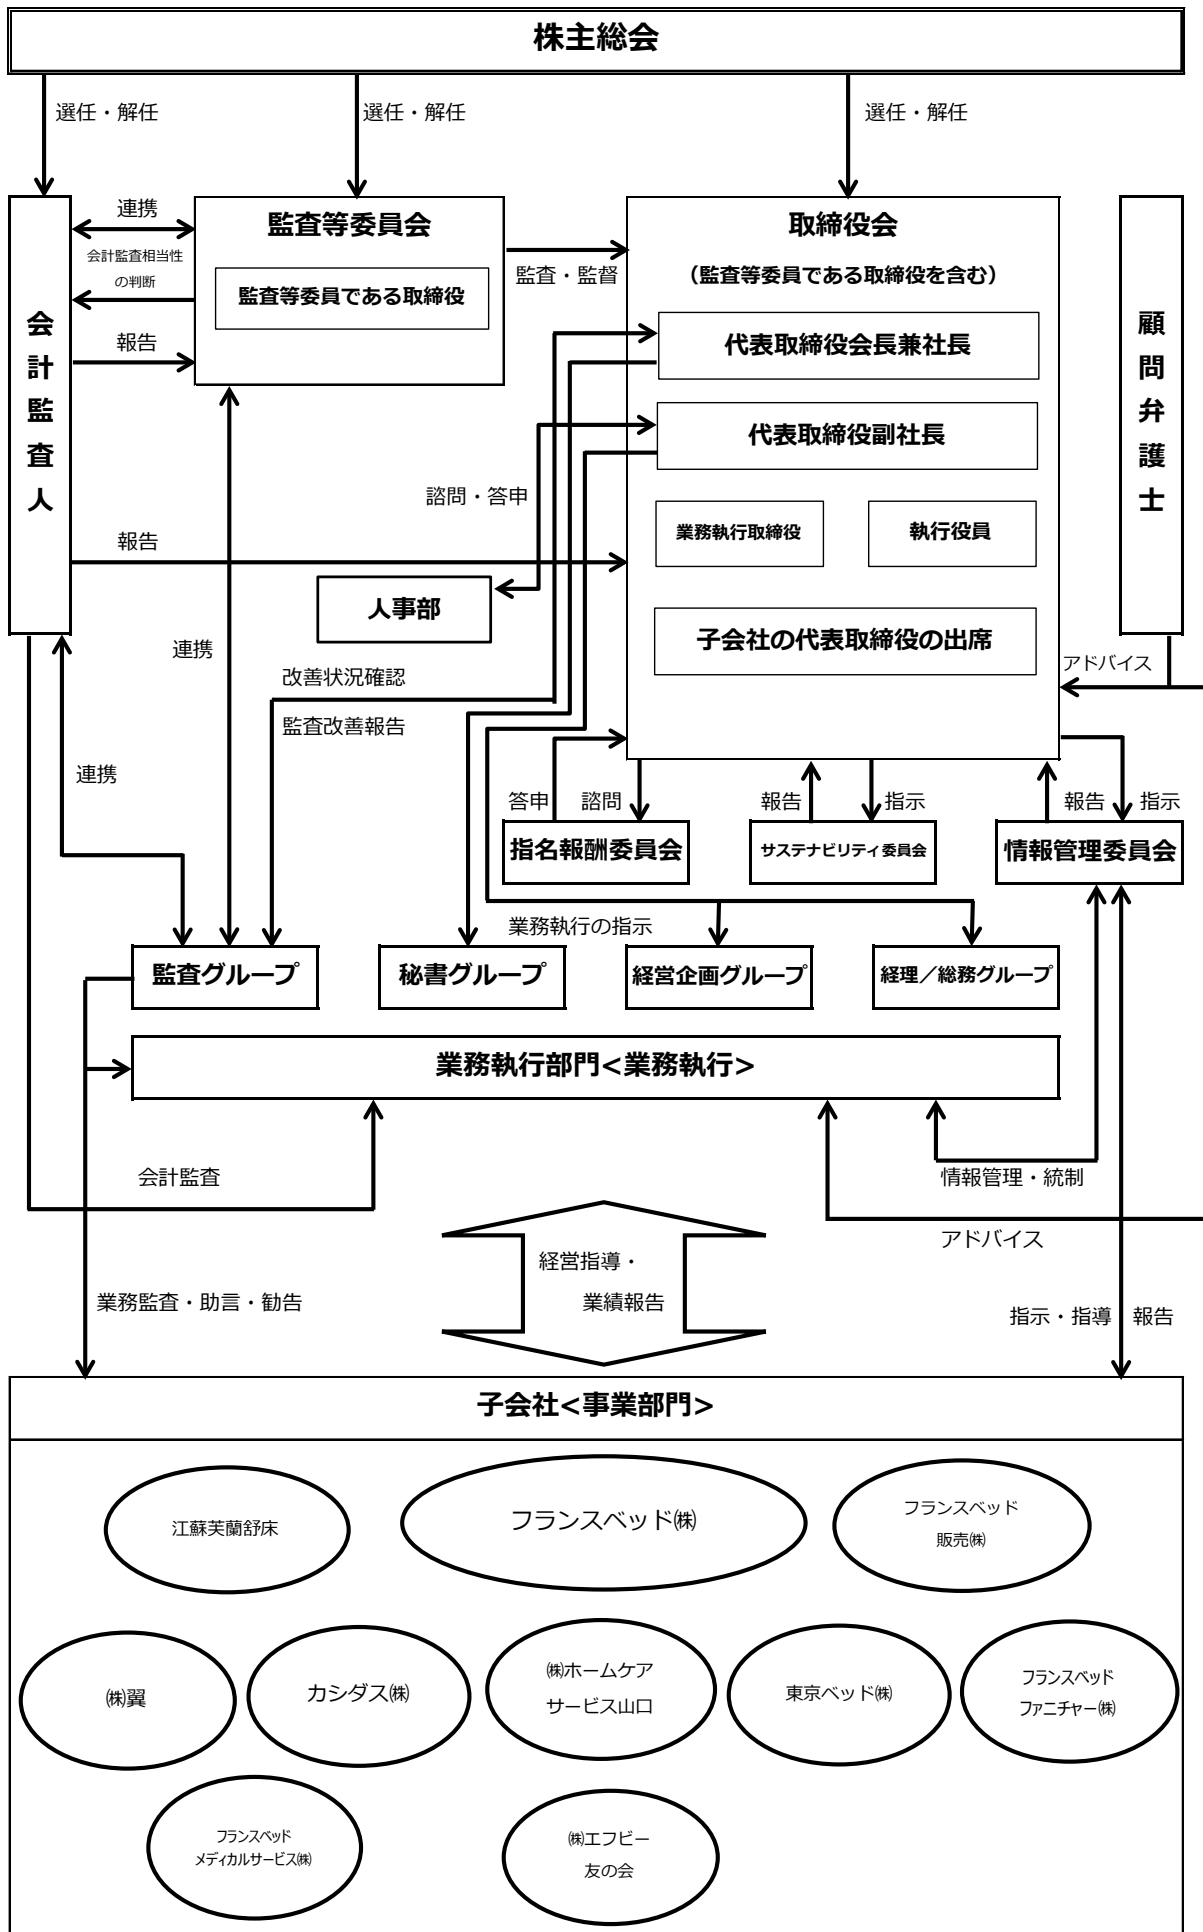 株主総会
選任・解任
選任・解任
選任・解任
会計監査人
連携
会計監査相当性
の判断
報告
監査等委員会
監査等委員である取締役
監査・監督
取締役会
（監査等委員である取締役を含む）
代表取締役会長兼社長
代表取締役副社長
業務執行取締役
執行役員
子会社の代表取締役の出席
顧問弁護士
諮問・答申
報告
人事部
連携
改善状況確認
監査改善報告
アドバイス
連携
答申
諮問
報告
指示
報告
指示
指名報酬委員会
サステナビリティ委員会
情報管理委員会
業務執行の指示
監査グループ
秘書グループ
経営企画グループ
経理／総務グループ
業務執行部門<業務執行>
会計監査
情報管理・統制
アドバイス
経営指導・
業績報告
業務監査・助言・勧告
指示・指導
報告
子会社<事業部門>
江蘇芙蘭舒床
フランスベッド㈱
フランスベッド
販売㈱
㈱翼
カシダス㈱
㈱ホームケア
サービス山口
東京ベッド㈱
フランスベッド
ファニチャー㈱
フランスベッド
メディカルサービス㈱
㈱エフビー
友の会